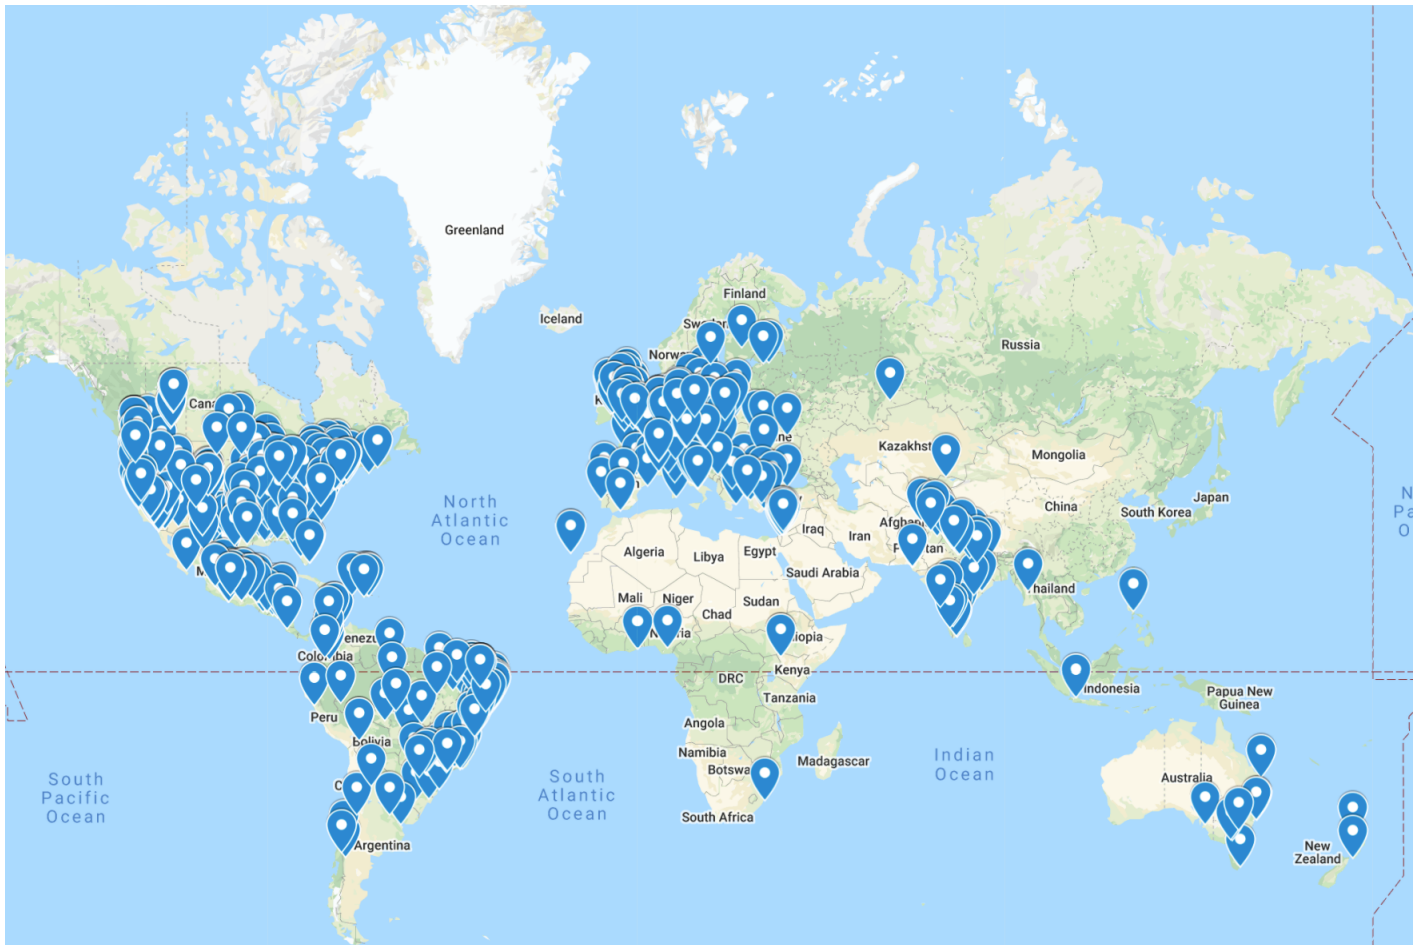 Greenland
Finland
Iceland
Russia
Kazakhst
Mongolia
North
Atlantic
Ocean
Japan
South Korea
China
Iraq
Iran
Algeria
Libya
Egypt
Saudi Arabia
Mali
Niger
Chad
Sudan
DRC
Kenya
Tanzania
Indonesia
Papua New
Guinea
Peru
Bolivia
Angola
Namibia
Botswa
Madagascar
Indian
Ocean
South
Pacific
Ocean
South
Atlantic
Ocean
Australia
South Africa
Argentina
New
Zealand